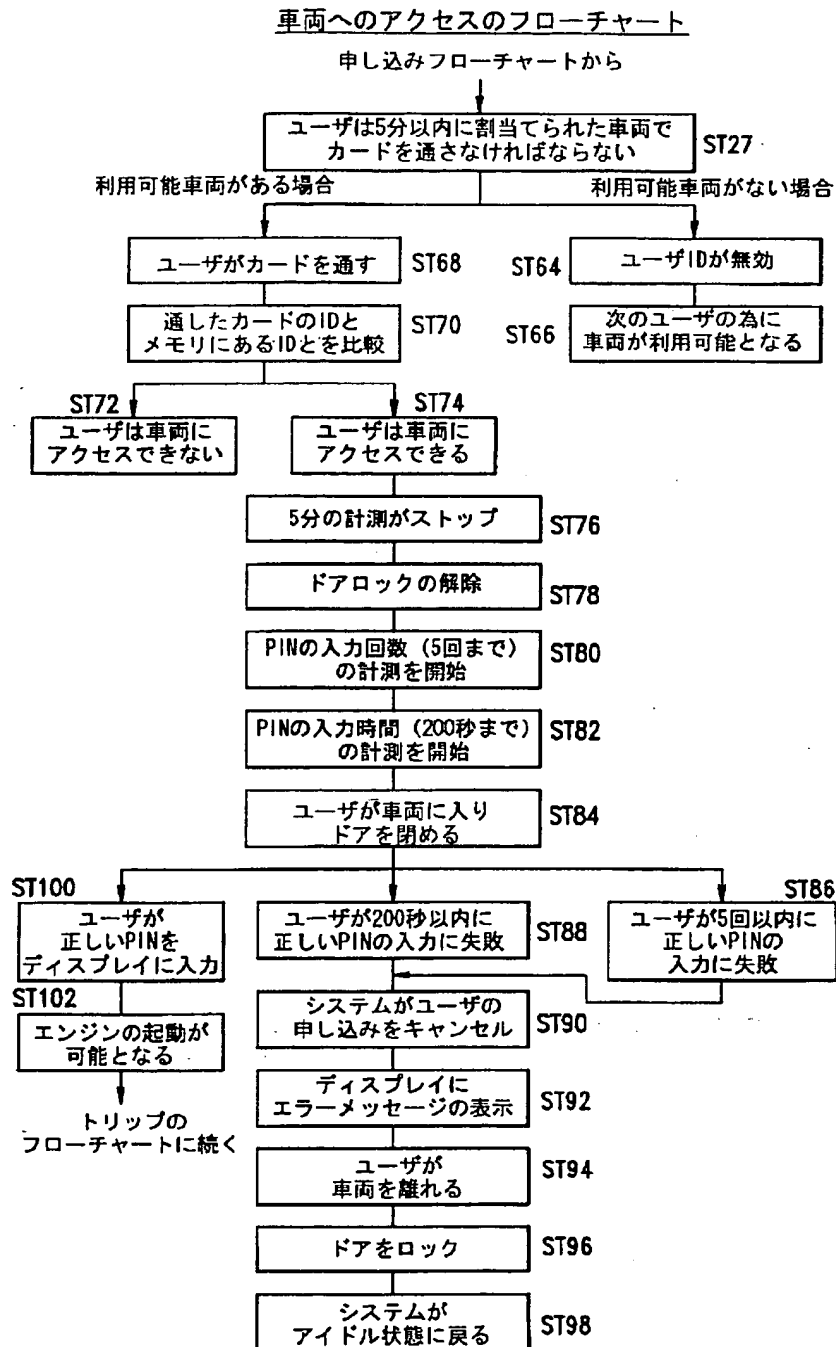 車両へのアクセスのフローチャート
申し込みフローチャートから
ユーザは5分以内に割当てられた車両で
カードを通さなければならない
ST27
利用可能車両がある場合
利用可能車両がない場合
ユーザがカードを通す
ST68
ST64
ユーザIDが無効
通したカードのIDと
メモリにあるIDとを比較
ST70
ST66
次のユーザの為に
車両が利用可能となる
ST72
ユーザは車両に
アクセスできない
ST74
ユーザは車両に
アクセスできる
5分の計測がストップ
ST76
ドアロックの解除
ST78
PINの入力回数（5回まで）
の計測を開始
ST80
PINの入力時間（200秒まで）
の計測を開始
ST82
ユーザが車両に入り
ドアを閉める
ST84
ST100
ユーザが
正しいPINを
ディスプレイに入力
ユーザが200秒以内に
正しいPINの入力に失敗
ST88
ST86
ユーザが5回以内に
正しいPINの
入力に失敗
ST102
エンジンの起動が
可能となる
トリップの
フローチャートに続く
システムがユーザの
申し込みをキャンセル
ST90
ディスプレイに
エラーメッセージの表示
ST92
ユーザが
車両を離れる
ST94
ドアをロック
ST96
システムが
アイドル状態に戻る
ST98